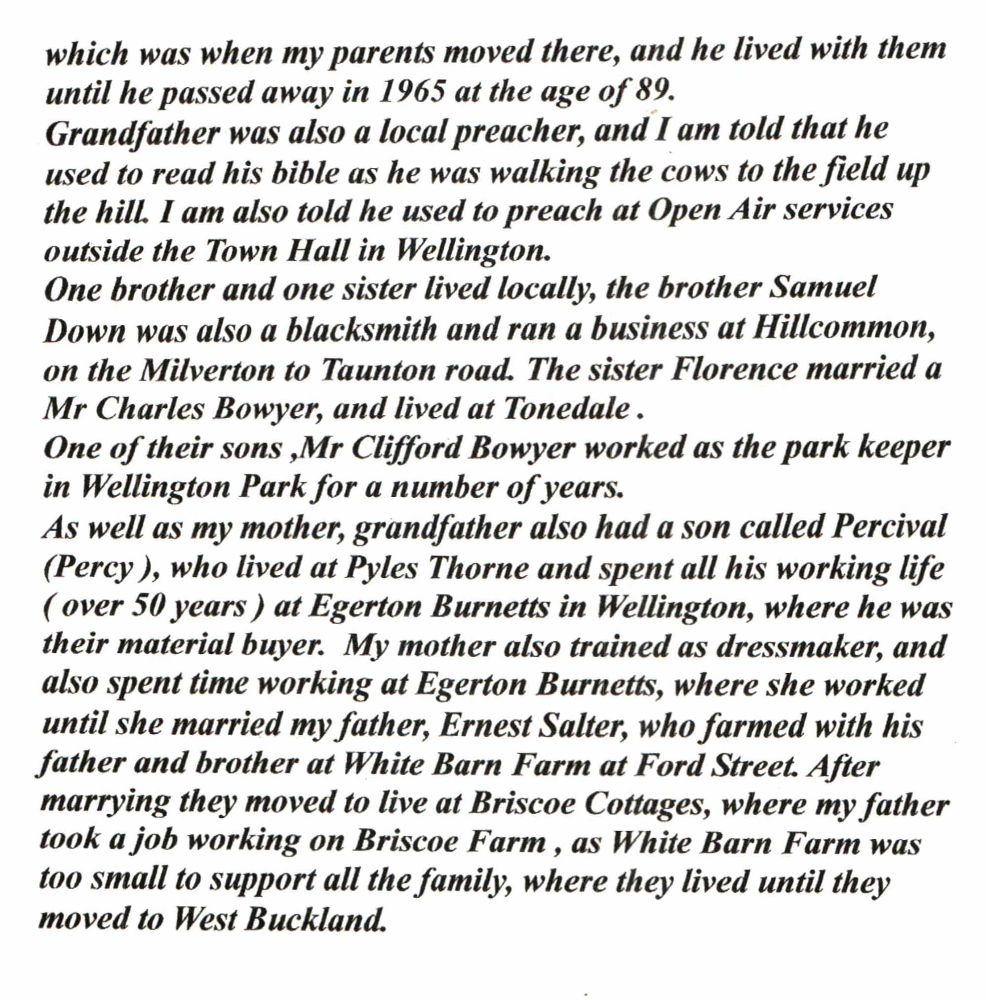 which was when my parents moved there, and he lived with them
until he passed away in 1965 at the age of 89.
Grandfather was also a local preacher, and I am told that he
used to read his bible as he was walking the cows to the field up
the hill. I am also told he used to preach at Open Air services
outside the Town Hall in Wellington.
One brother and one sister lived locally, the brother Samuel
Down was also a blacksmith and ran a business at Hillcommon,
on the Milverton to Taunton road. The sister Florence married a
Mr Charles Bowyer, and lived at Tonedale .
One of their sons ,Mr Clifford Bowyer worked as the park keeper
in Wellington Park for a number of years.
As well as my mother, grandfather also had a son called Percival
(Percy ), who lived at Pyles Thorne and spent all his working life
( over 50 years ) at Egerton Burnetts in Wellington, where he was
their material buyer.  My mother also trained as dressmaker, and
also spent time working at Egerton Burnetts, where she worked
until she married my father, Ernest Salter, who farmed with his
father and brother at White Barn Farm at Ford Street. After
marrying they moved to live at Briscoe Cottages, where my father
took a job working on Briscoe Farm , as White Barn Farm was
too small to support all the family, where they lived until they
moved to West Buckland.